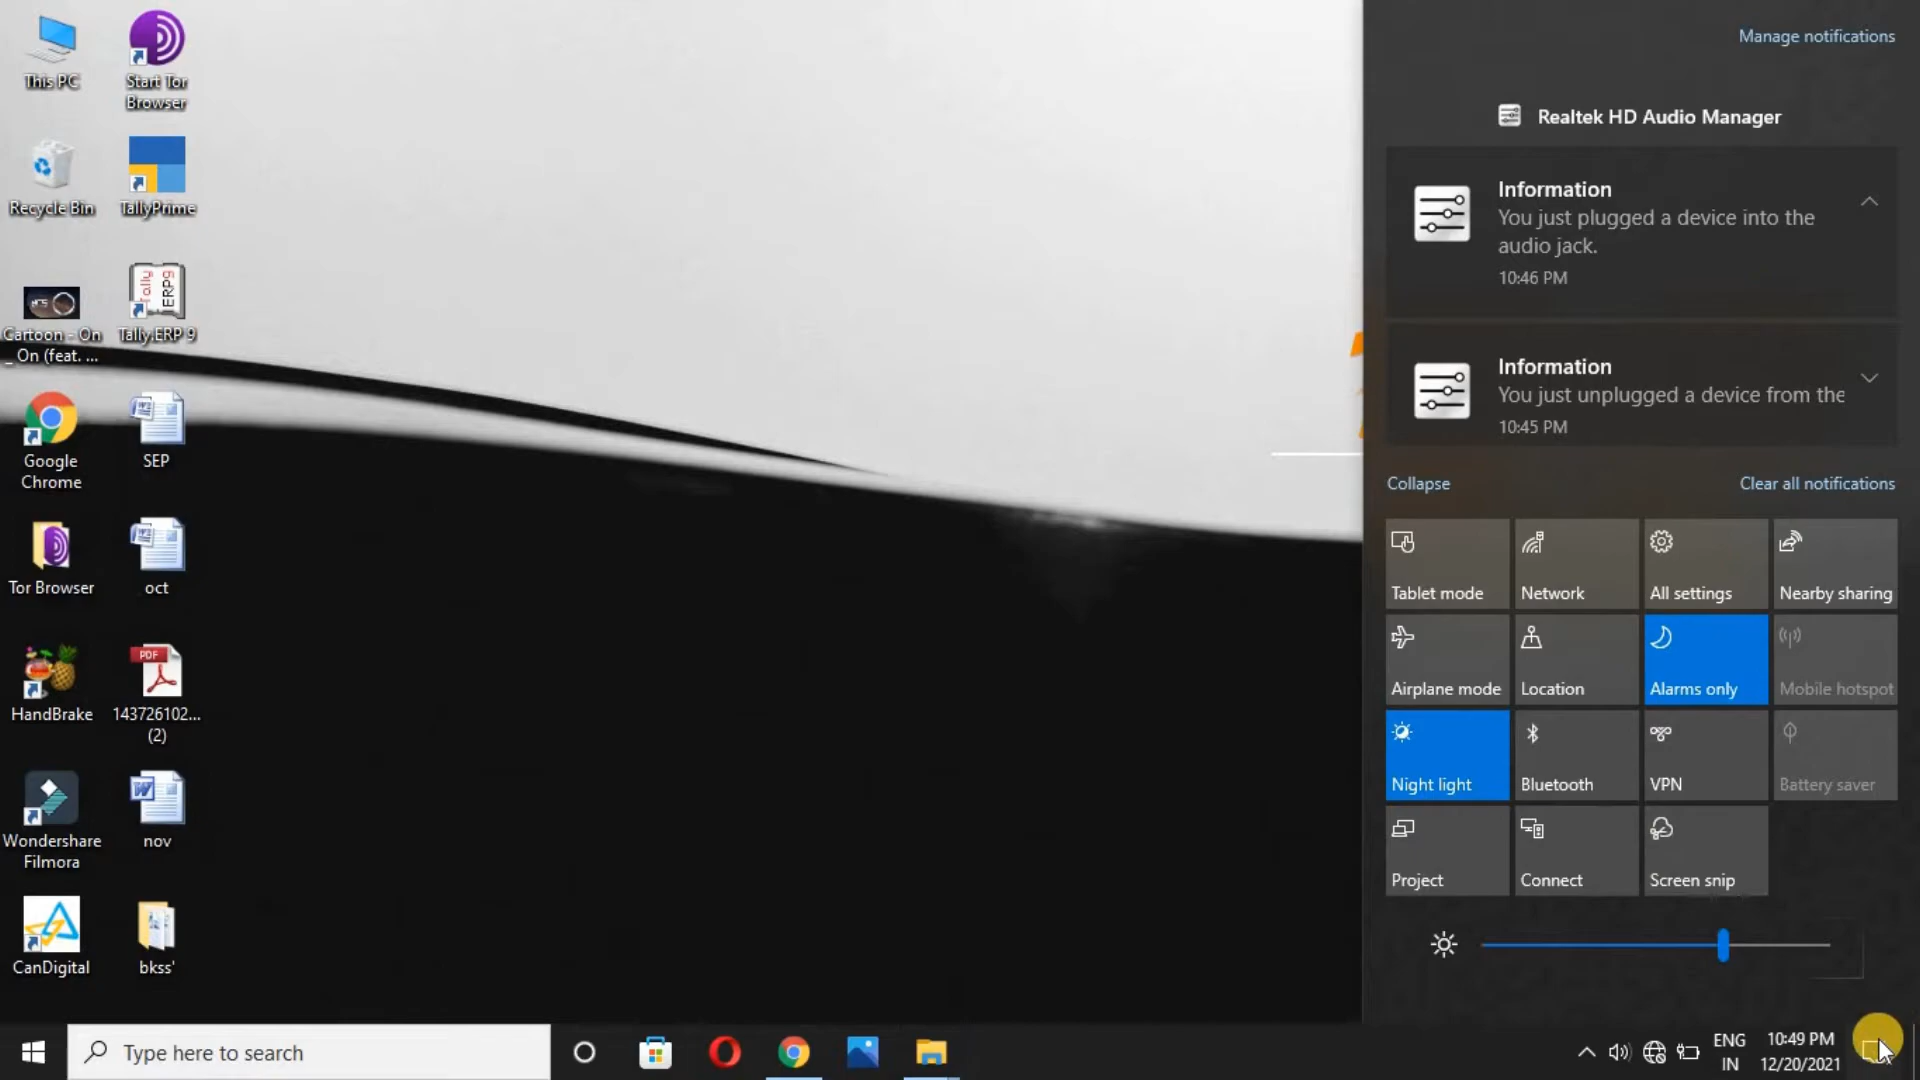 This PC
Start Tor
Browser
Recycle Bin
TallyPrime
Cartoon - On
_ On (feat. ...
Tally.ERP 9
Google
Chrome
SEP
Tor Browser
oct
HandBrake
PDF
143726102...
(2)
Wondershare
Filmora
nov
CanDigital
bkss'
Manage notifications
Realtek HD Audio Manager
Information
You just plugged a device into the
audio jack.
10:46 PM
Information
You just unplugged a device from the
10:45 PM
Collapse
Clear all notifications
Tablet mode
Network
All settings
Nearby sharing
Airplane mode
Location
Alarms only
Mobile hotspot
Night light
Bluetooth
VPN
Battery saver
Project
Connect
Screen snip
Type here to search
ENG
IN
10:49 PM
12/20/2021